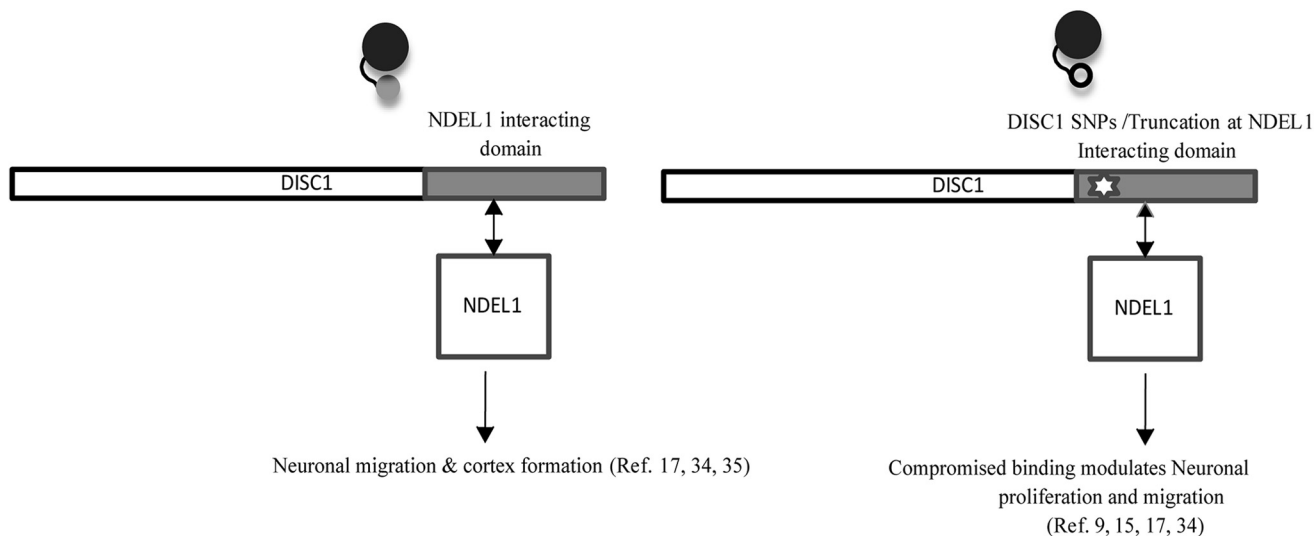 NDEL1 interacting
domain
DISC1
NDEL1
Neuronal migration & cortex formation (Ref. 17, 34, 35)
DISC1 SNPs /Truncation at NDEL1
Interacting domain
DISC1
NDEL1
Compromised binding modulates Neuronal
proliferation and migration
(Ref. 9, 15, 17, 34)